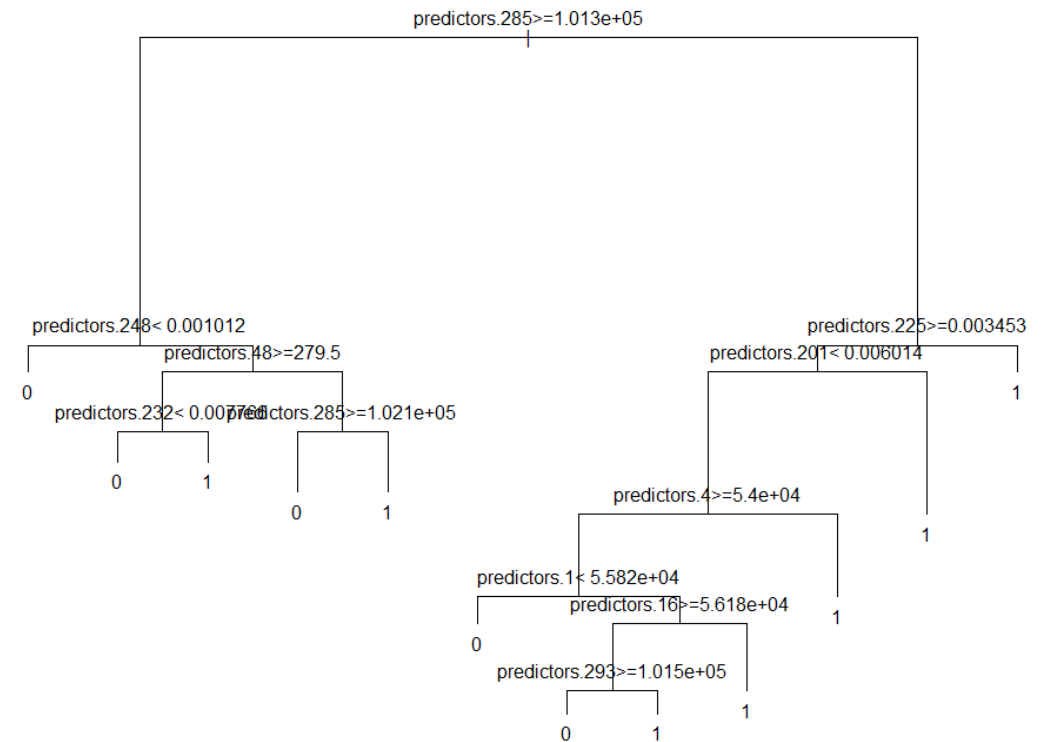 predictors.285>=1.013e+05
predictors.248< 0.001012
predictors.225>=0.003453
predictors.48>=279.5
predictors.201< 0.006014
0
1
predictors.232< 
predictors.285>=1.021e+05
0
1
0
1
predictors.4>=5.4e+04
1
predictors.1< 5.582e+04
predictors.16>=5.618e+04
1
0
predictors.293>=1.015e+05
1
0
1